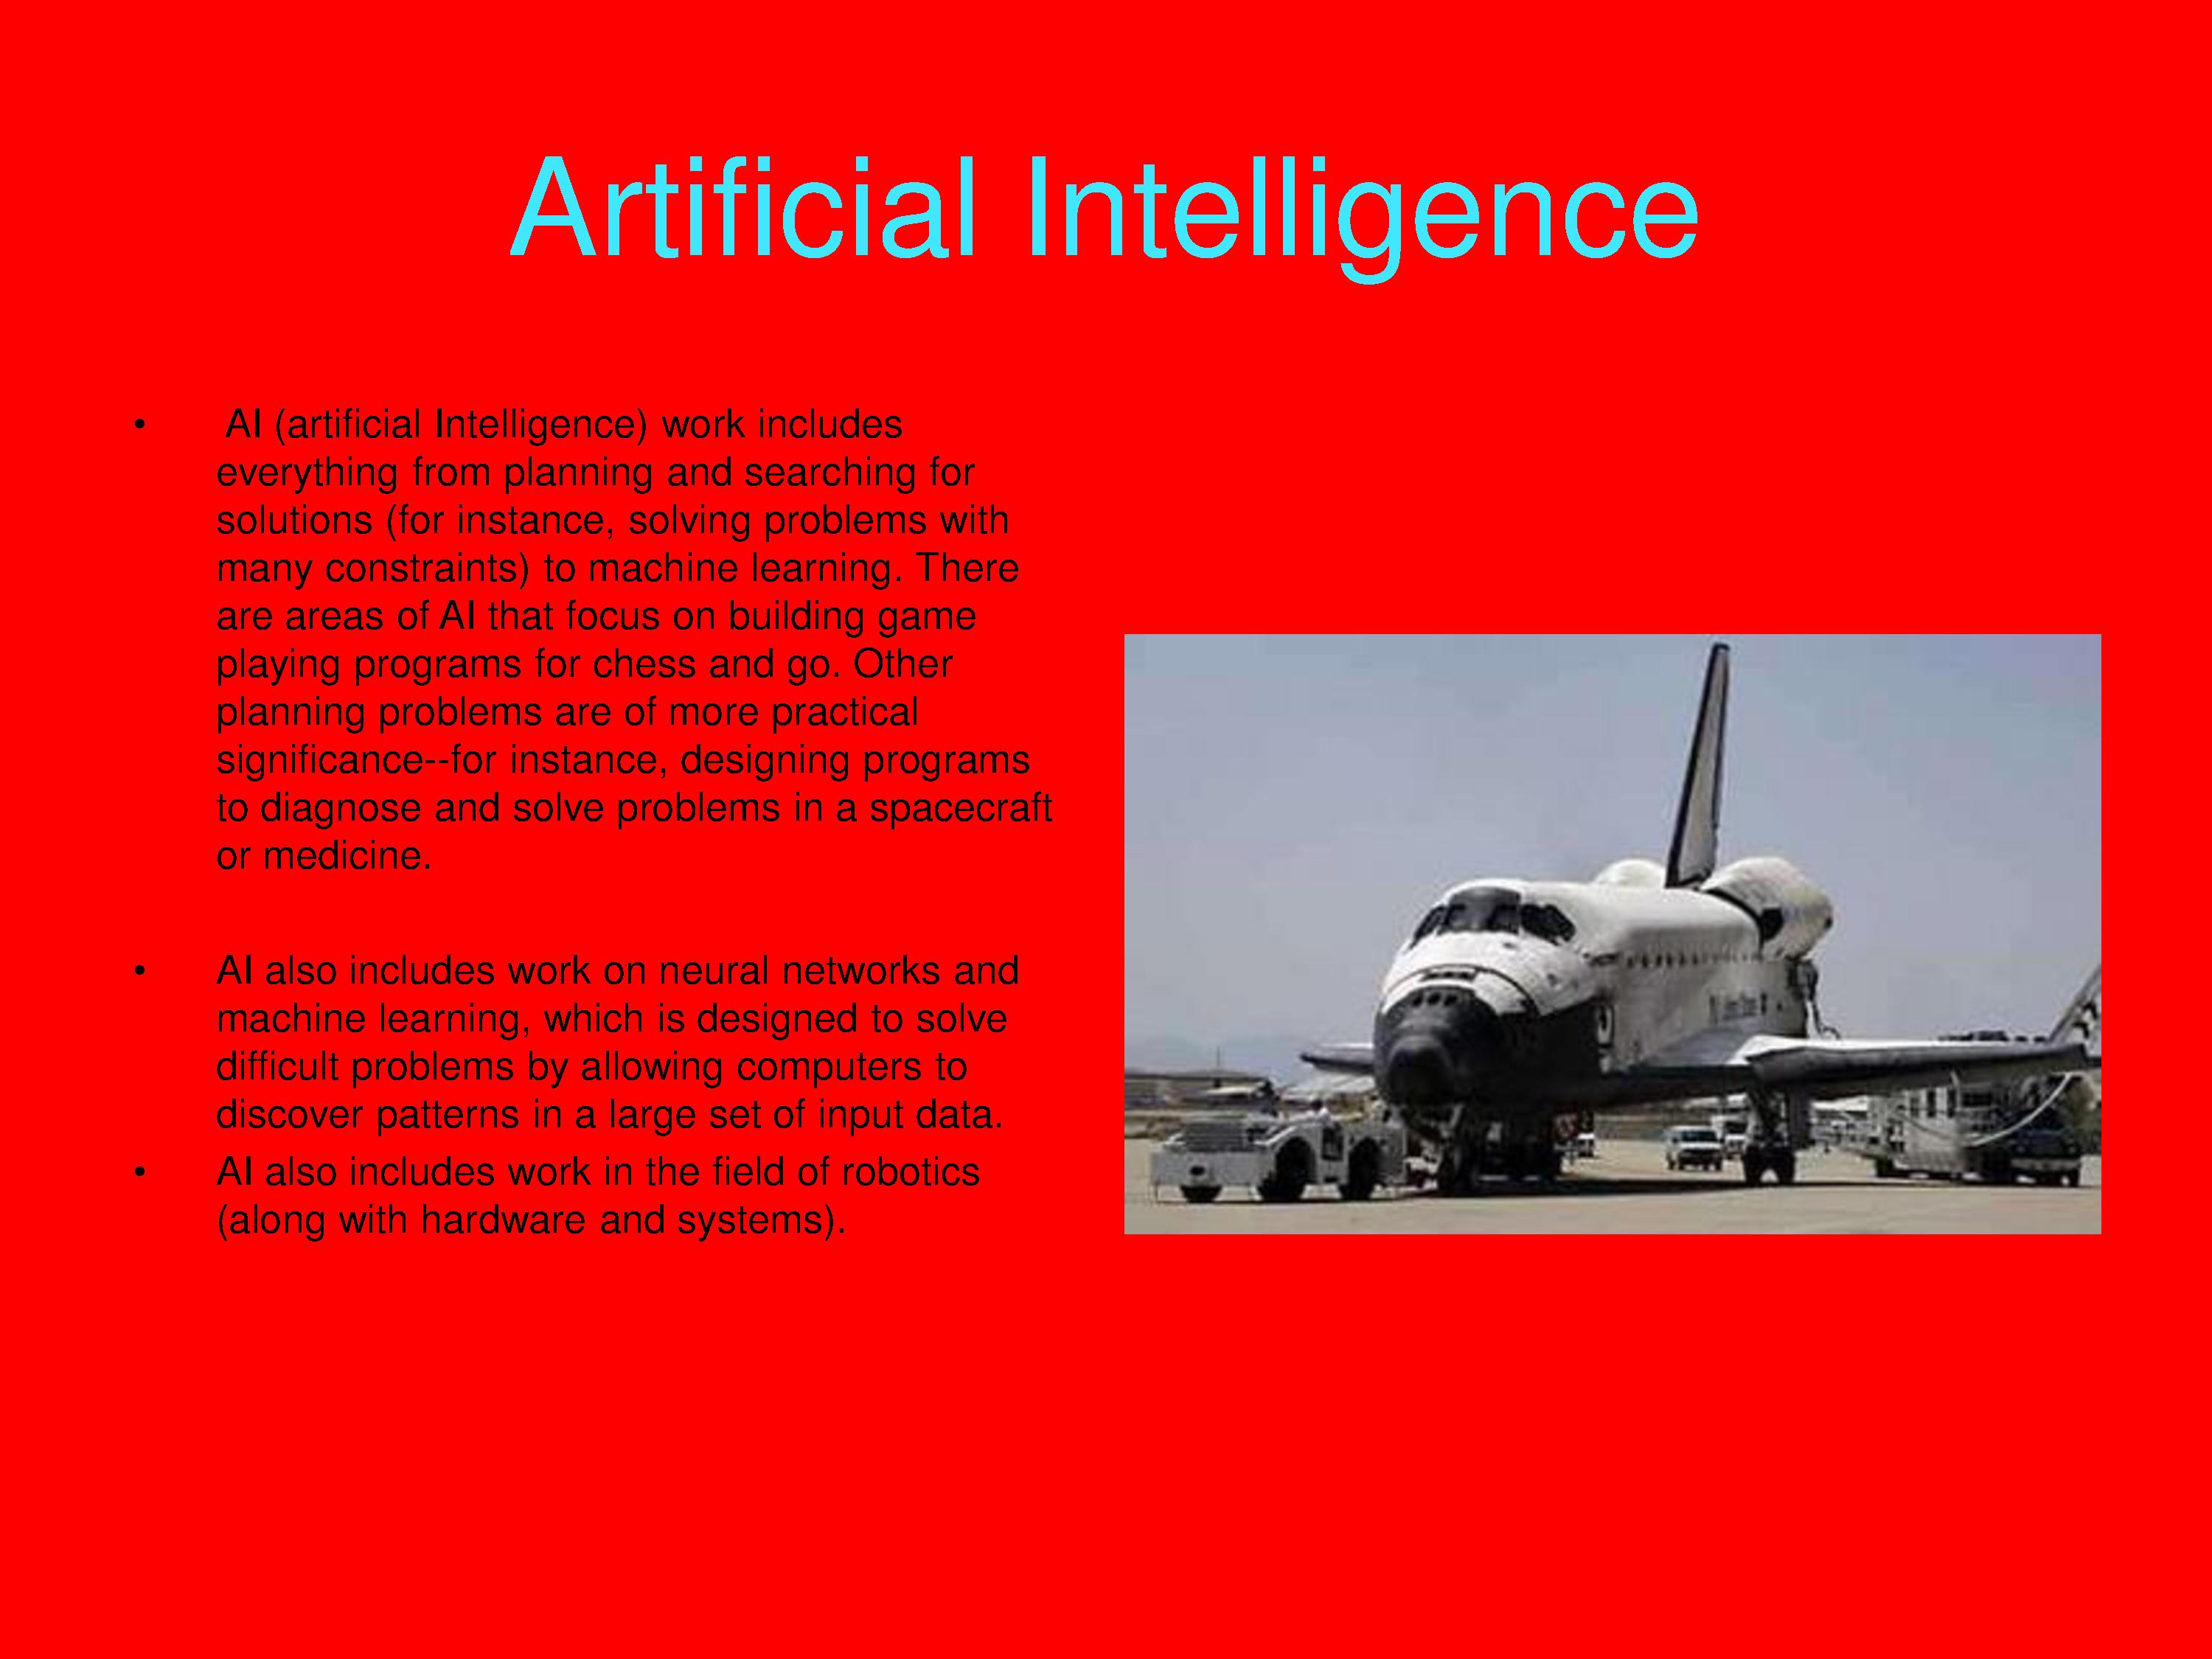 Artificial Intelligence
• AI (artificial Intelligence) work includes
everything from planning and searching for
solutions (for instance, solving problems with
many constraints) to machine learning. There
are areas of AI that focus on building game
playing programs for chess and go. Other
planning problems are of more practical
significance--for instance, designing programs
to diagnose and solve problems in a spacecraft
or medicine.
• AI also includes work on neural networks and
machine learning, which is designed to solve
difficult problems by allowing computers to
discover patterns in a large set of input data.
• AI also includes work in the field of robotics
(along with hardware and systems).